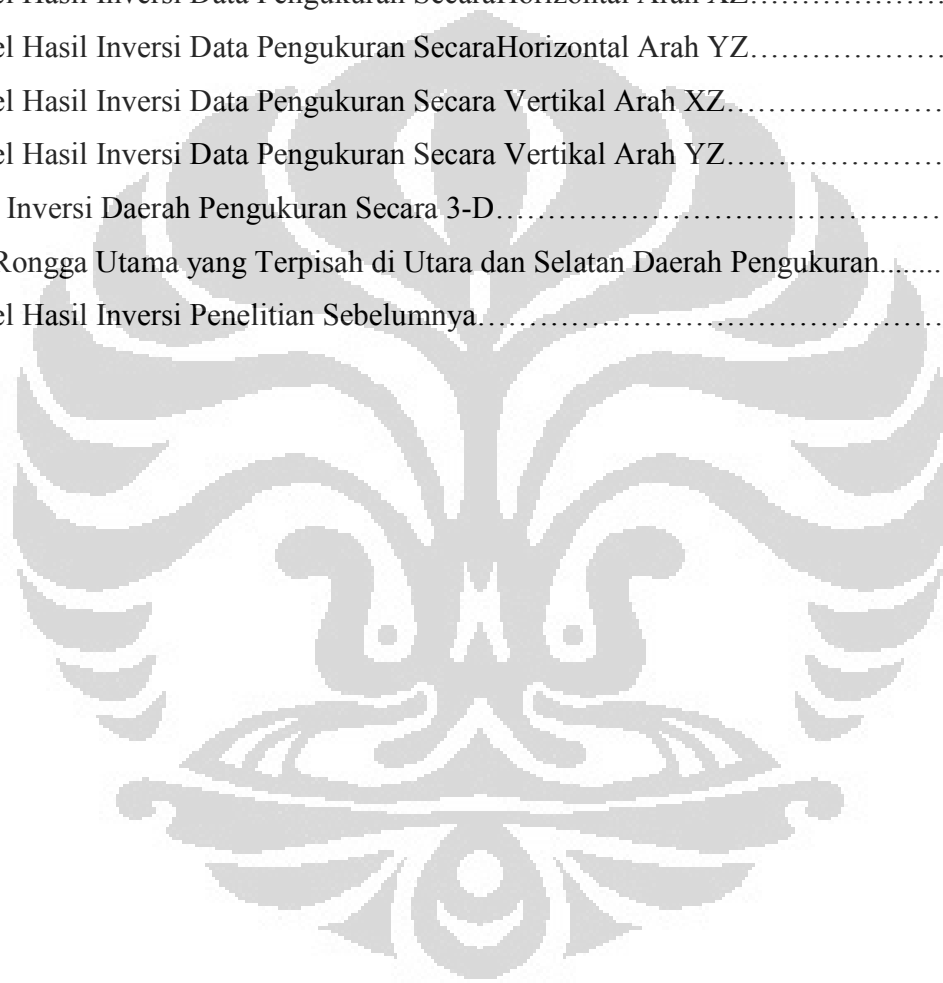 el Hasil Inversi Data Pengukuran SecaraHorizontal Arah XZ…………………
el Hasil Inversi Data Pengukuran SecaraHorizontal Arah YZ…………………
el Hasil Inversi Data Pengukuran Secara Vertikal Arah XZ……………………
el Hasil Inversi Data Pengukuran Secara Vertikal Arah YZ……………………
Inversi Daerah Pengukuran Secara 3-D…………………………………………
Rongga Utama yang Terpisah di Utara dan Selatan Daerah Pengukuran........
el Hasil Inversi Penelitian Sebelumnya…………………………………………